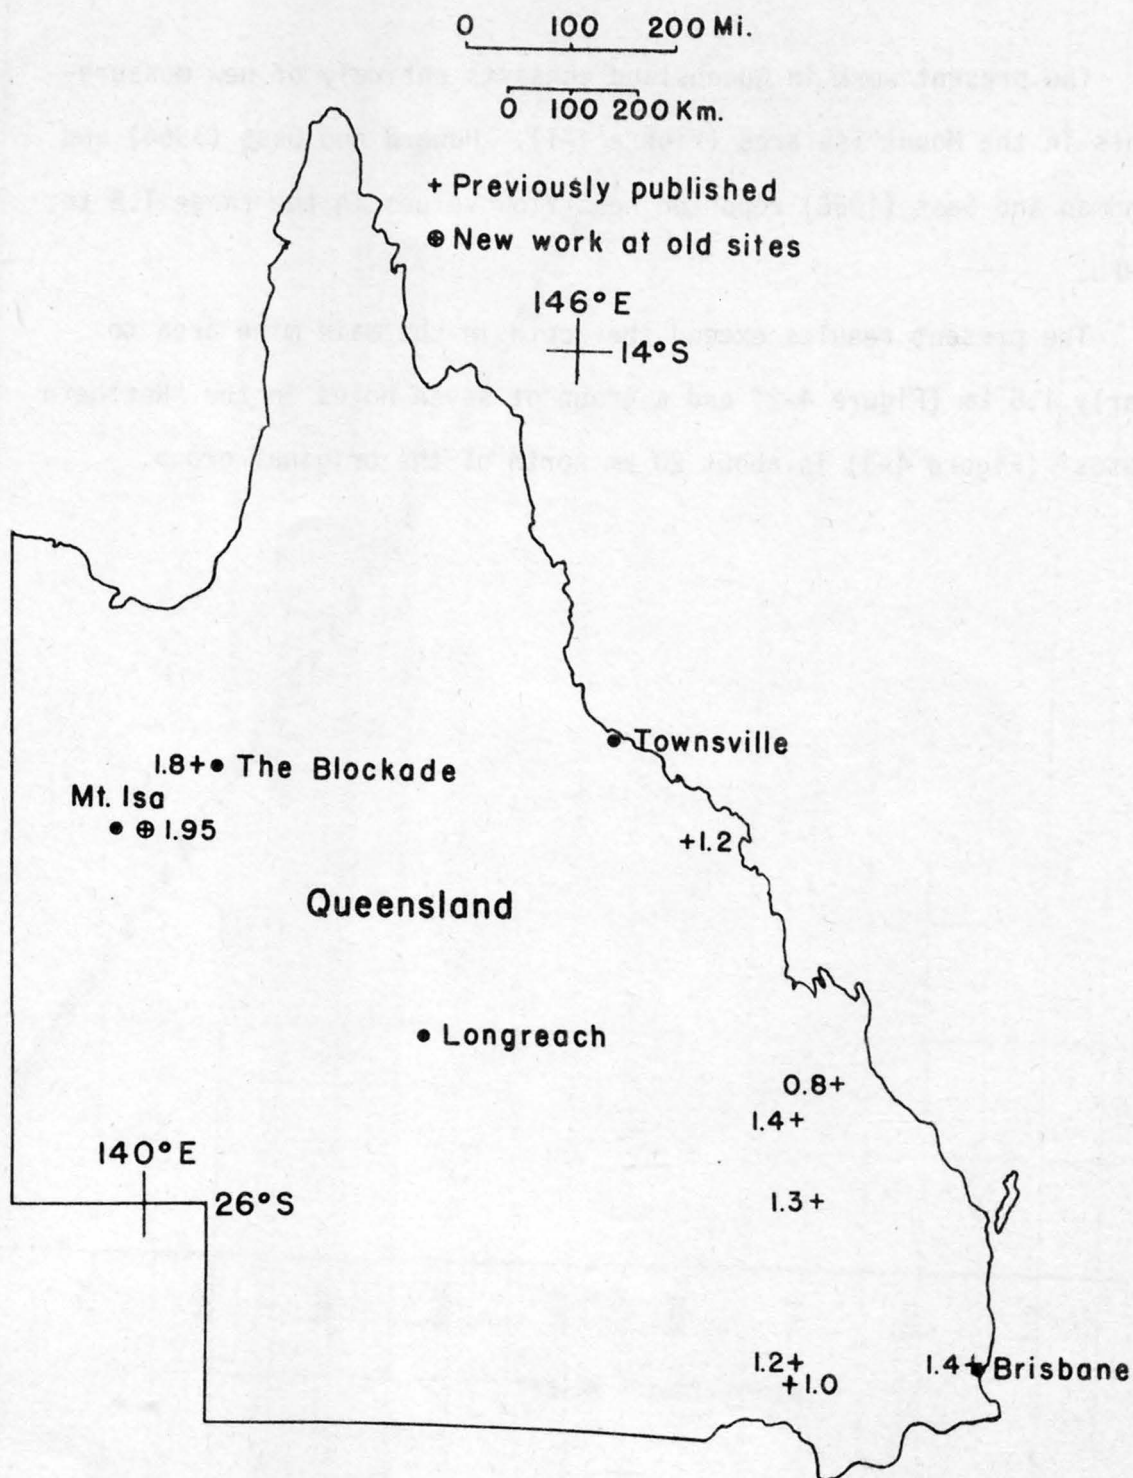 0 100 200 Mi.
0 100 200 Km.
+ Previously published
⊕ New work at old sites
146°E
14°S
Townsville
1.8+ The Blockade
Mt. Isa
⊕ 1.95
+1.2
Queensland
Longreach
0.8+
1.4+
140°E
26°S
1.3+
1.2+
+1.0
1.4+ Brisbane